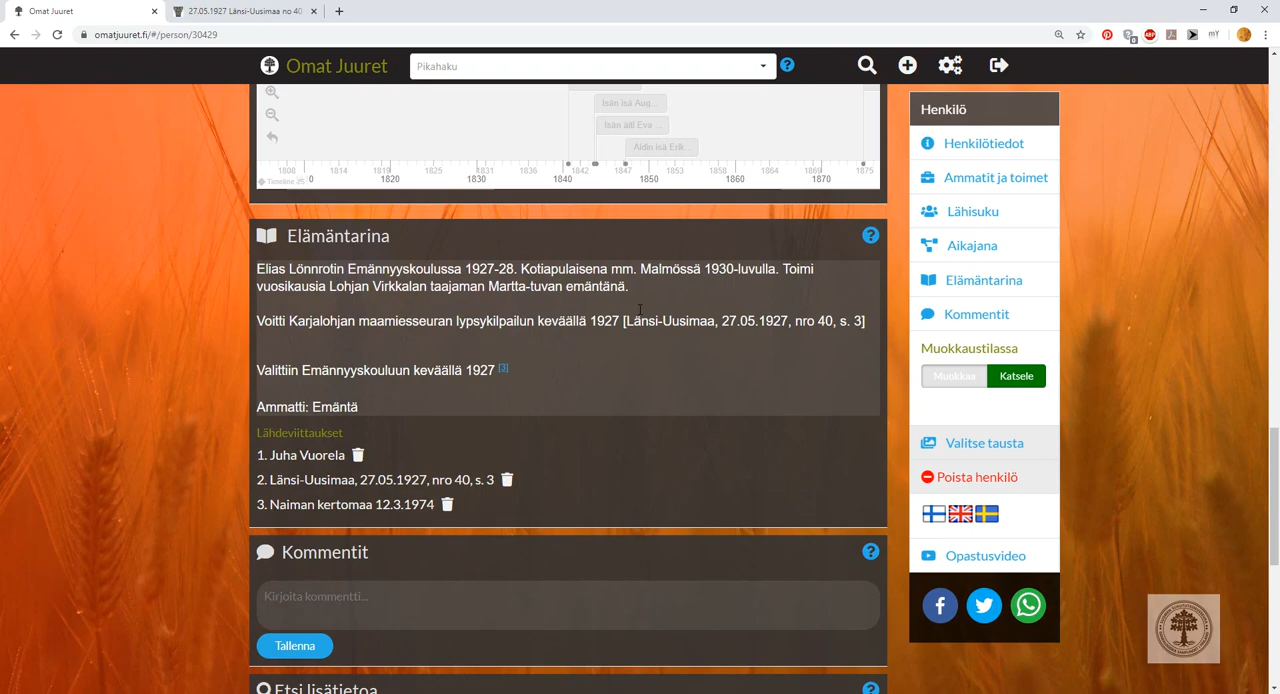 Omat Juuret
27.05.1927 Länsi-Uusimaa no 40
omatjuuret.fi/#/person/30429
Omat Juuret
Pikahaku
Isän isä Aug...
Isän äiti Eva ...
Äidin isä Erik...
1808 1814 1819 1825 1831 1836 1842 1847 1853 1858 1864 1869 1875
0 1820 1830 1840 1850 1860 1870
Timeline JS
Elämäntarina
Elias Lönnrotin Emännyyskoulussa 1927-28. Kotiapulaisena mm. Malmössä 1930-luvulla. Toimi
vuosikausia Lohjan Virkkalan taajaman Martta-tuvan emäntänä.
Voitti Karjalohjan maamiesseuran lypsykilpailun keväällä 1927 [Länsi-Uusimaa, 27.05.1927, nro 40, s. 3]
Valittiin Emännyyskouluun keväällä 1927 [3]
Ammatti: Emäntä
Lähdeviittaukset
1. Juha Vuorela
2. Länsi-Uusimaa, 27.05.1927, nro 40, s. 3
3. Naiman kertomaa 12.3.1974
Kommentit
Kirjoita kommentti...
Tallenna
Etsi lisätietoa
Henkilö
Henkilötiedot
Ammatit ja toimet
Lähisuku
Aikajana
Elämäntarina
Kommentit
Muokkaustilassa
Muokkaa Katsele
Valitse tausta
Poista henkilö
Opastusvideo